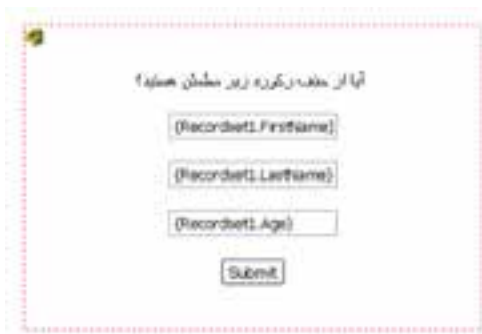 آیا از حذف رکورد زیر مطمئن هستید؟
{Recordset1.FirstName}
{Recordset1.LastName}
{Recordset1.Age}
Submit